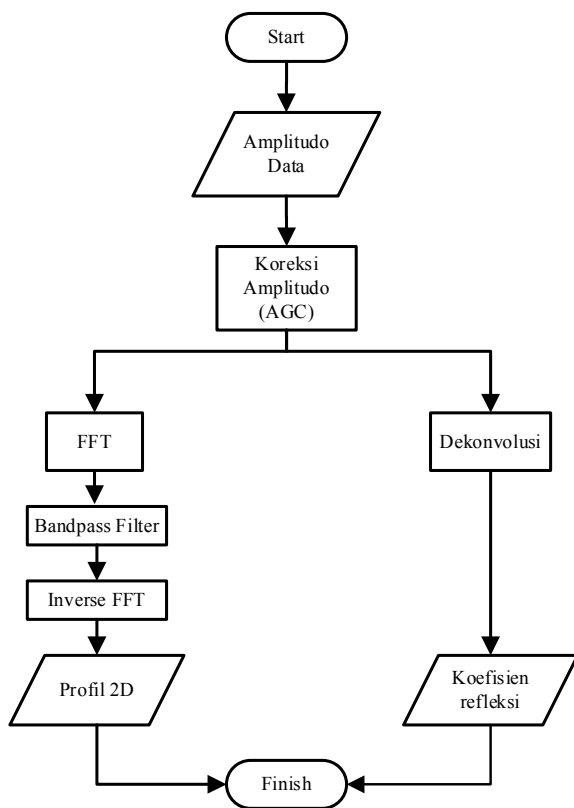 Start
Amplitudo
Data
Koreksi
Amplitudo
(AGC)
FFT
Dekonvolusi
Bandpass Filter
Inverse FFT
Profil 2D
Koefisien
refleksi
Finish